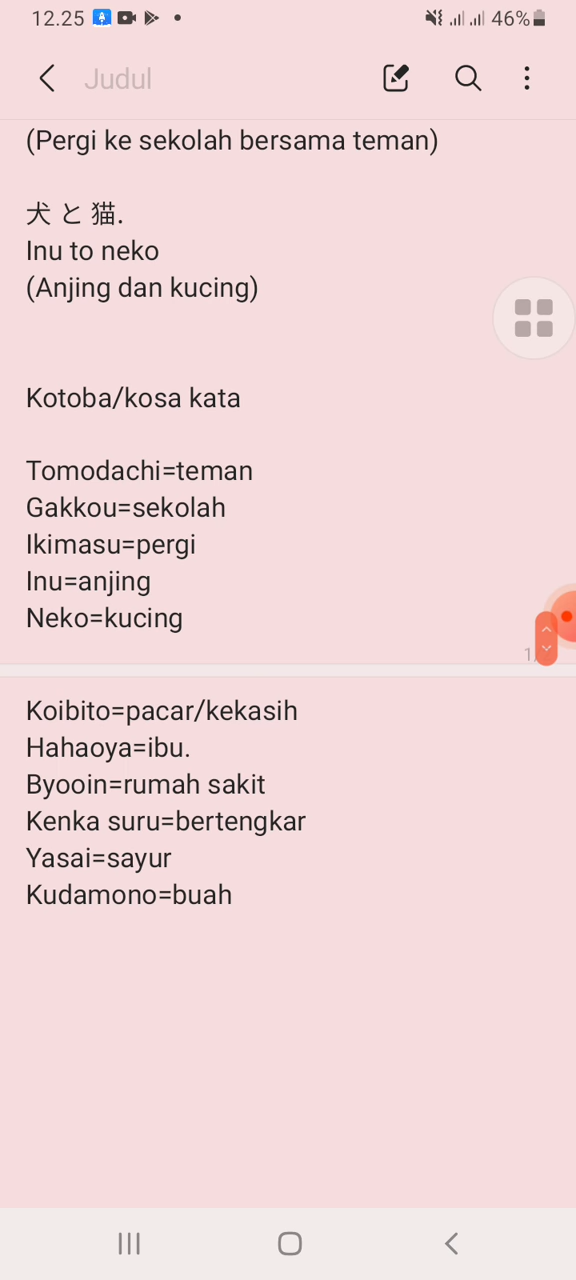 12.25
46%
Judul
(Pergi ke sekolah bersama teman)
犬 と 猫.
Inu to neko
(Anjing dan kucing)
Kotoba/kosa kata
Tomodachi=teman
Gakkou=sekolah
Ikimasu=pergi
Inu=anjing
Neko=kucing
Koibito=pacar/kekasih
Hahaoya=ibu.
Byooin=rumah sakit
Kenka suru=bertengkar
Yasai=sayur
Kudamono=buah